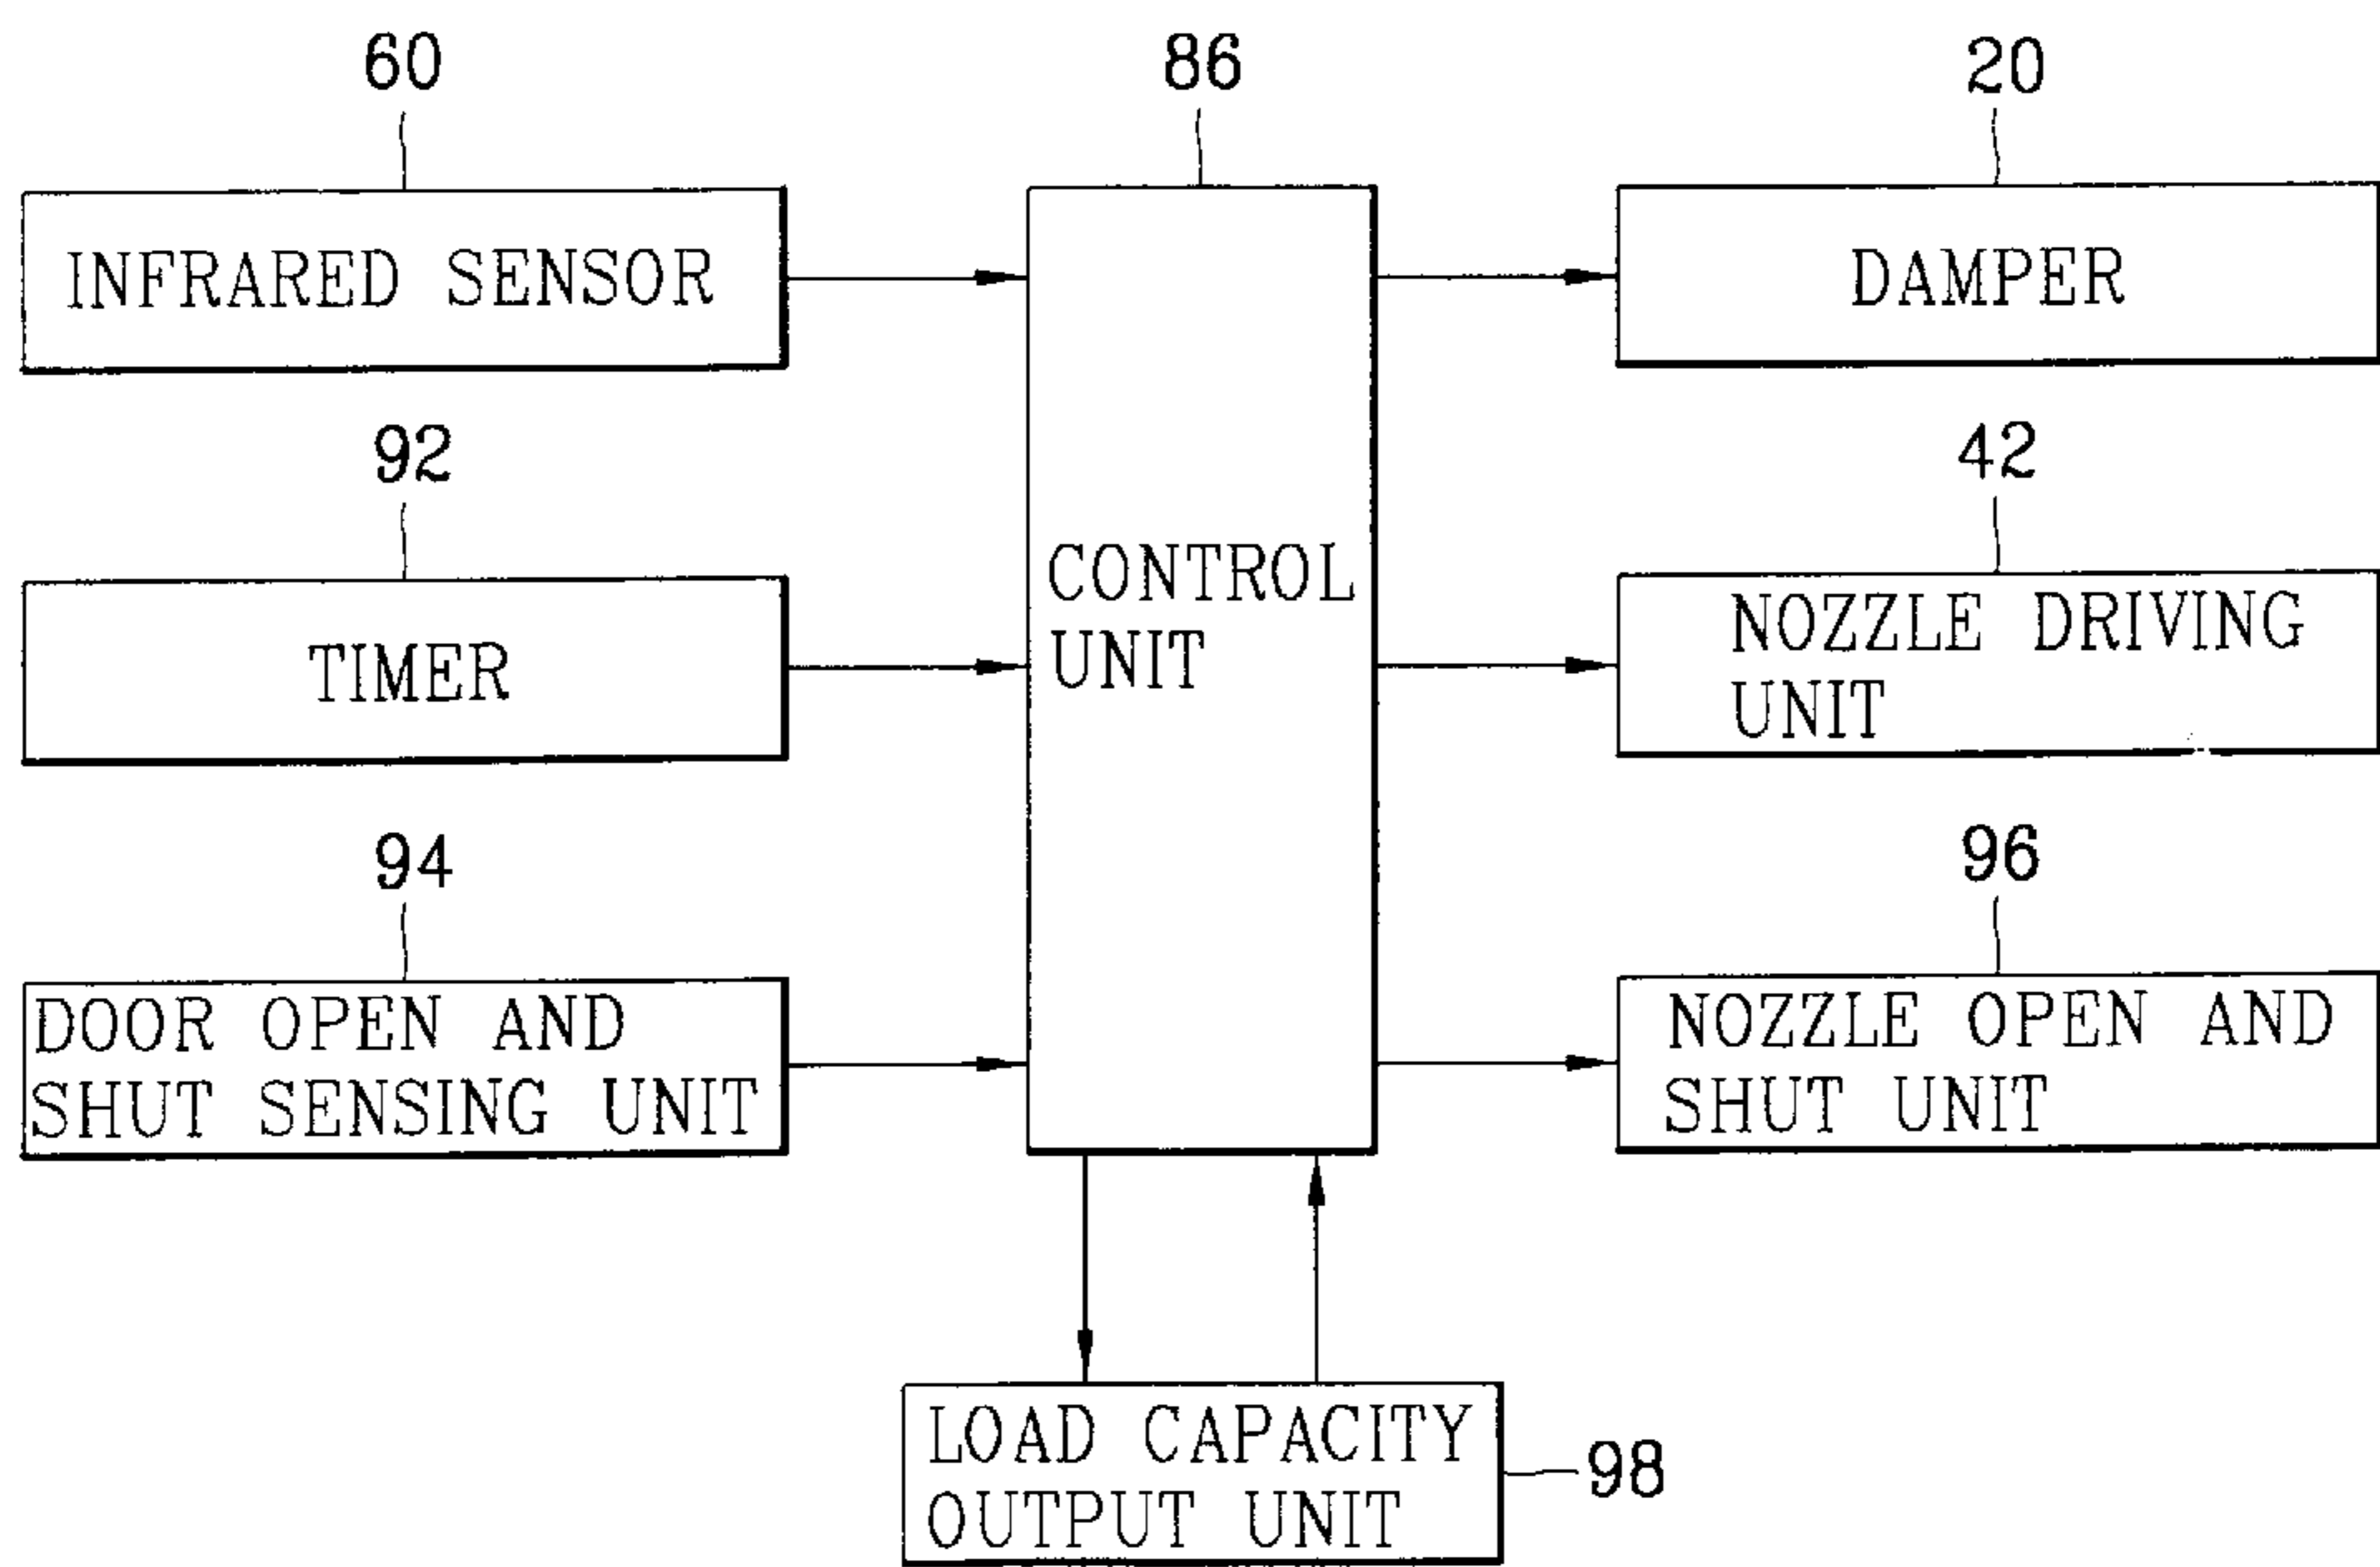 60
86
20
INFRARED SENSOR
DAMPER
92
42
CONTROL
UNIT
TIMER
NOZZLE DRIVING
UNIT
94
96
DOOR OPEN AND
SHUT SENSING UNIT
NOZZLE OPEN AND
SHUT UNIT
LOAD CAPACITY
OUTPUT UNIT
98